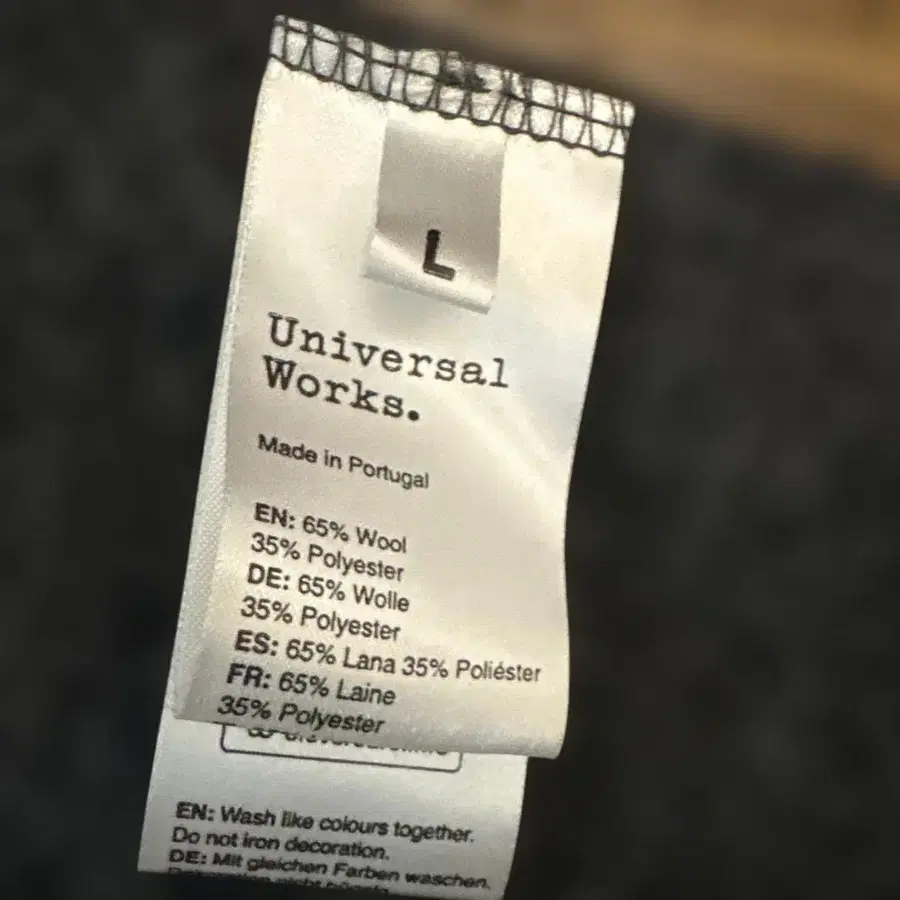 L
Universal
Works.
Made in Portugal
EN: 65% Wool
35% Polyester
DE: 65% Wolle
35% Polyester
ES: 65% Lana 35% Poliéster
FR: 65% Laine
35% Polyester
EN: Wash like colours together.
Do not iron decoration.
DE: Mit gleichen Farben waschen.